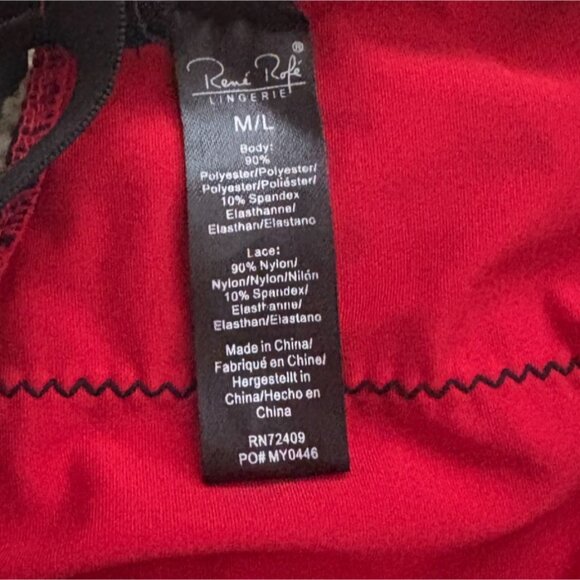 René Rofé ®
LINGERIE
M/L
Body:
90%
Polyester/Polyester/
Polyester/Poliéster/
10% Spandex
Elasthanne/
Elasthan/Elastano
Lace:
90% Nylon/
Nylon/Nylon/Nilón
10% Spandex/
Elasthanne/
Elasthan/Elastano
Made in China/
Fabriqué en Chine/
Hergestellt in
China/Hecho en
China
RN72409
PO# MY0446